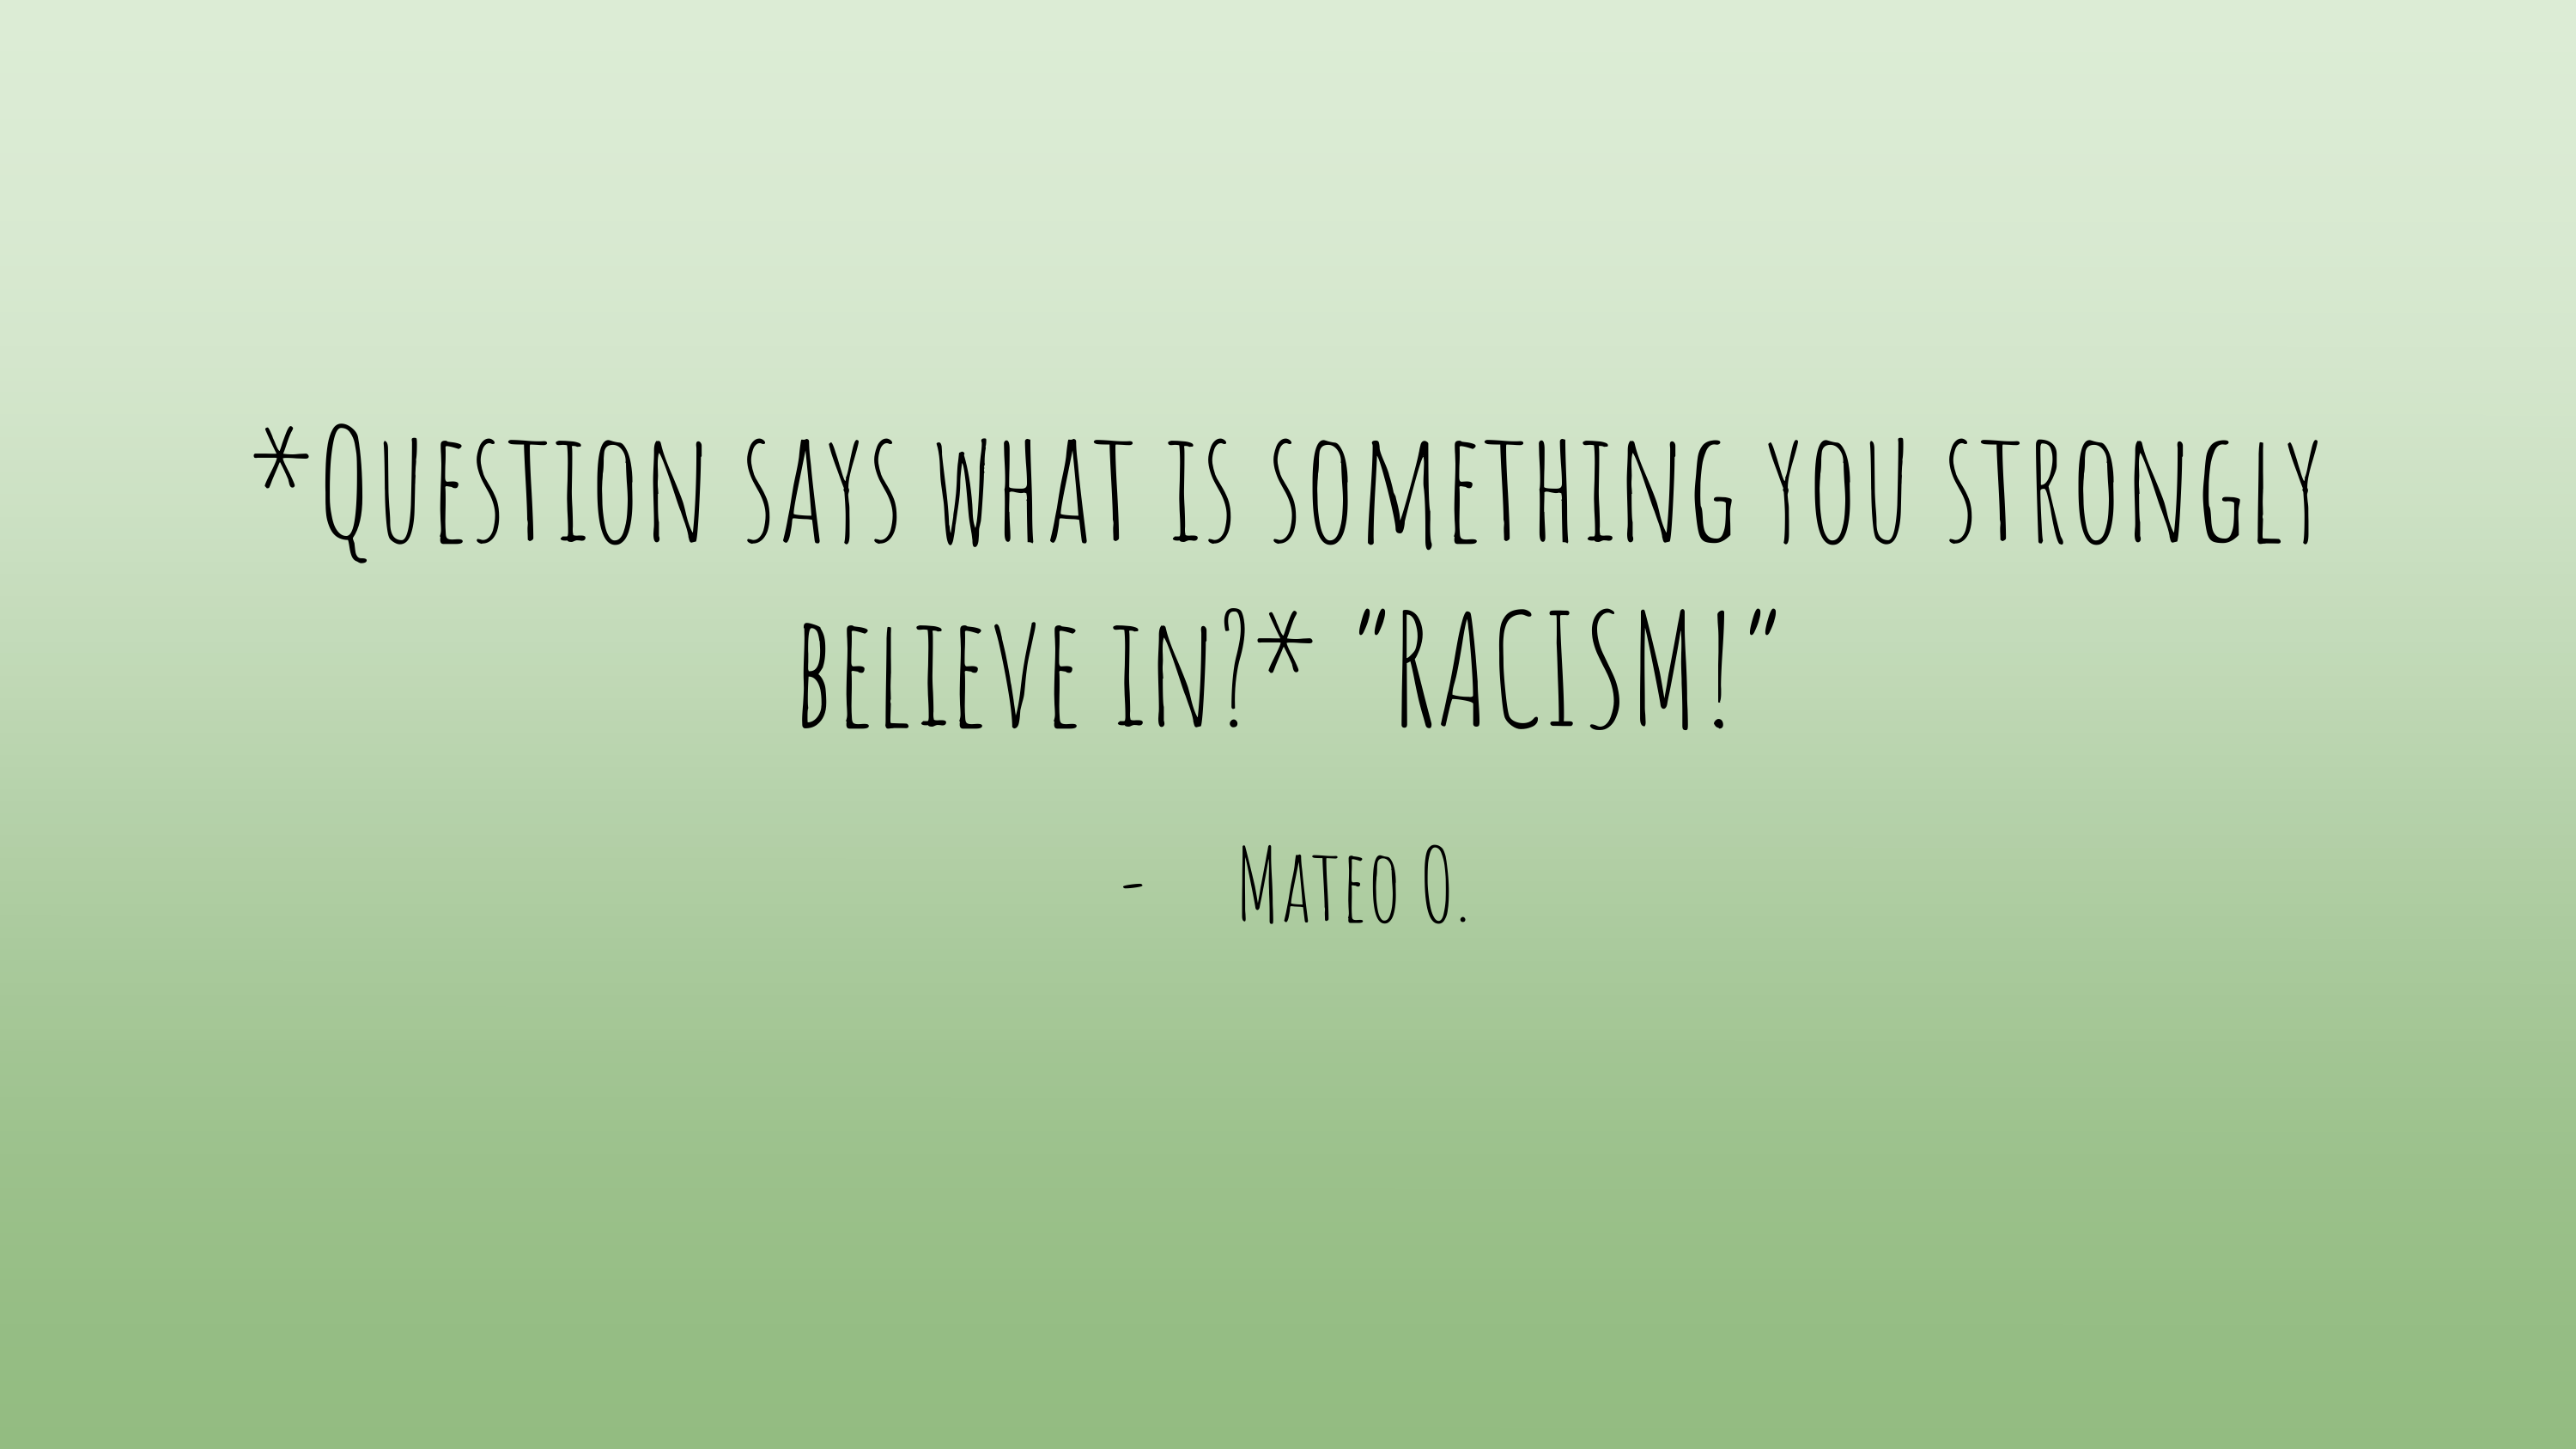 *Question says what is something you strongly
believe in?* "RACISM!"
- Mateo O.